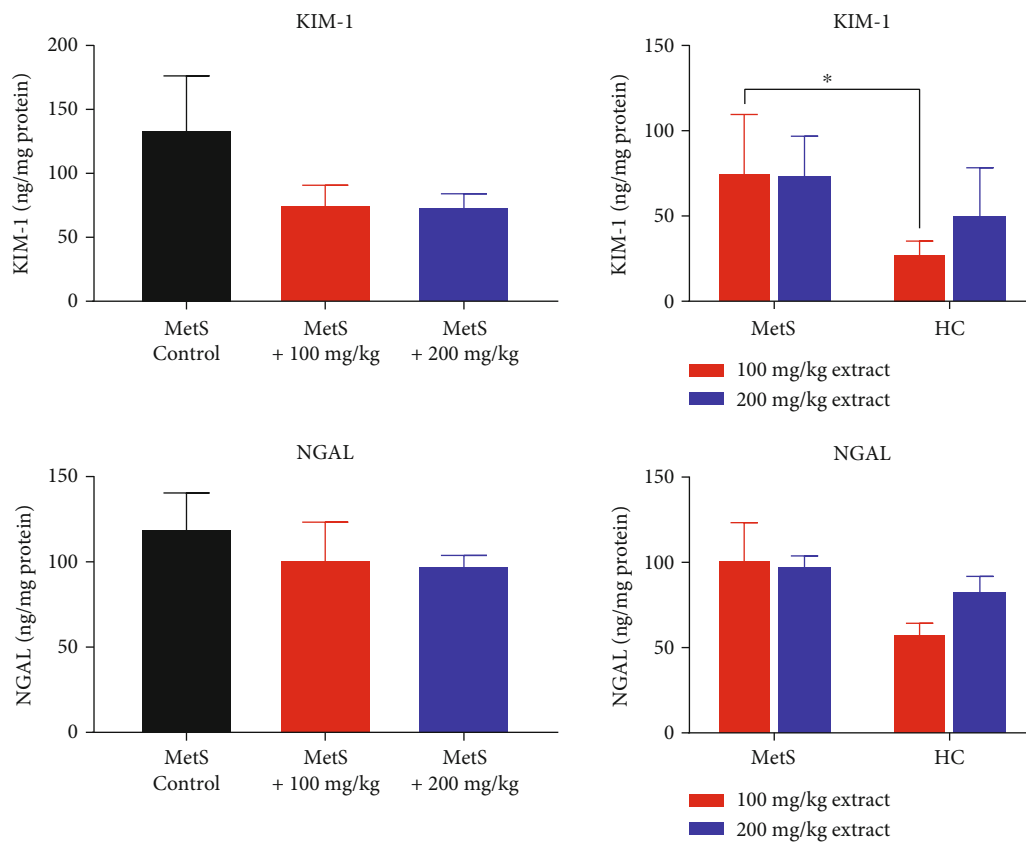 KIM-1
KIM-1 (ng/mg protein)
200
150
100
50
0
MetS
Control
MetS
+ 100 mg/kg
MetS
+ 200 mg/kg
KIM-1
KIM-1 (ng/mg protein)
150
100
50
0
*
MetS
HC
100 mg/kg extract
200 mg/kg extract
NGAL
NGAL (ng/mg protein)
150
100
50
0
MetS
Control
MetS
+ 100 mg/kg
MetS
+ 200 mg/kg
NGAL
NGAL (ng/mg protein)
150
100
50
0
MetS
HC
100 mg/kg extract
200 mg/kg extract